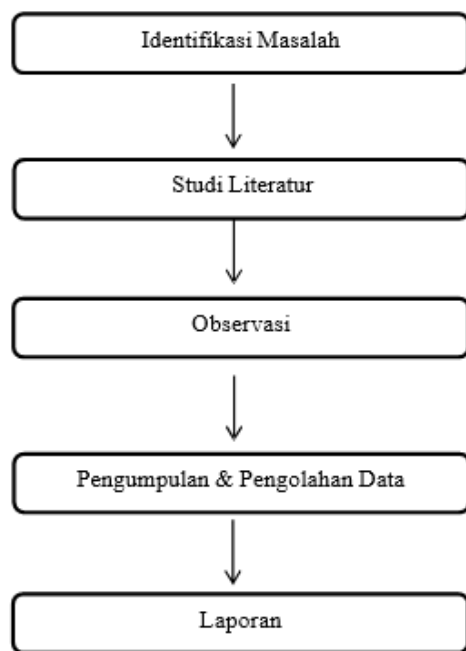 Identifikasi Masalah
Studi Literatur
Observasi
Pengumpulan & Pengolahan Data
Laporan